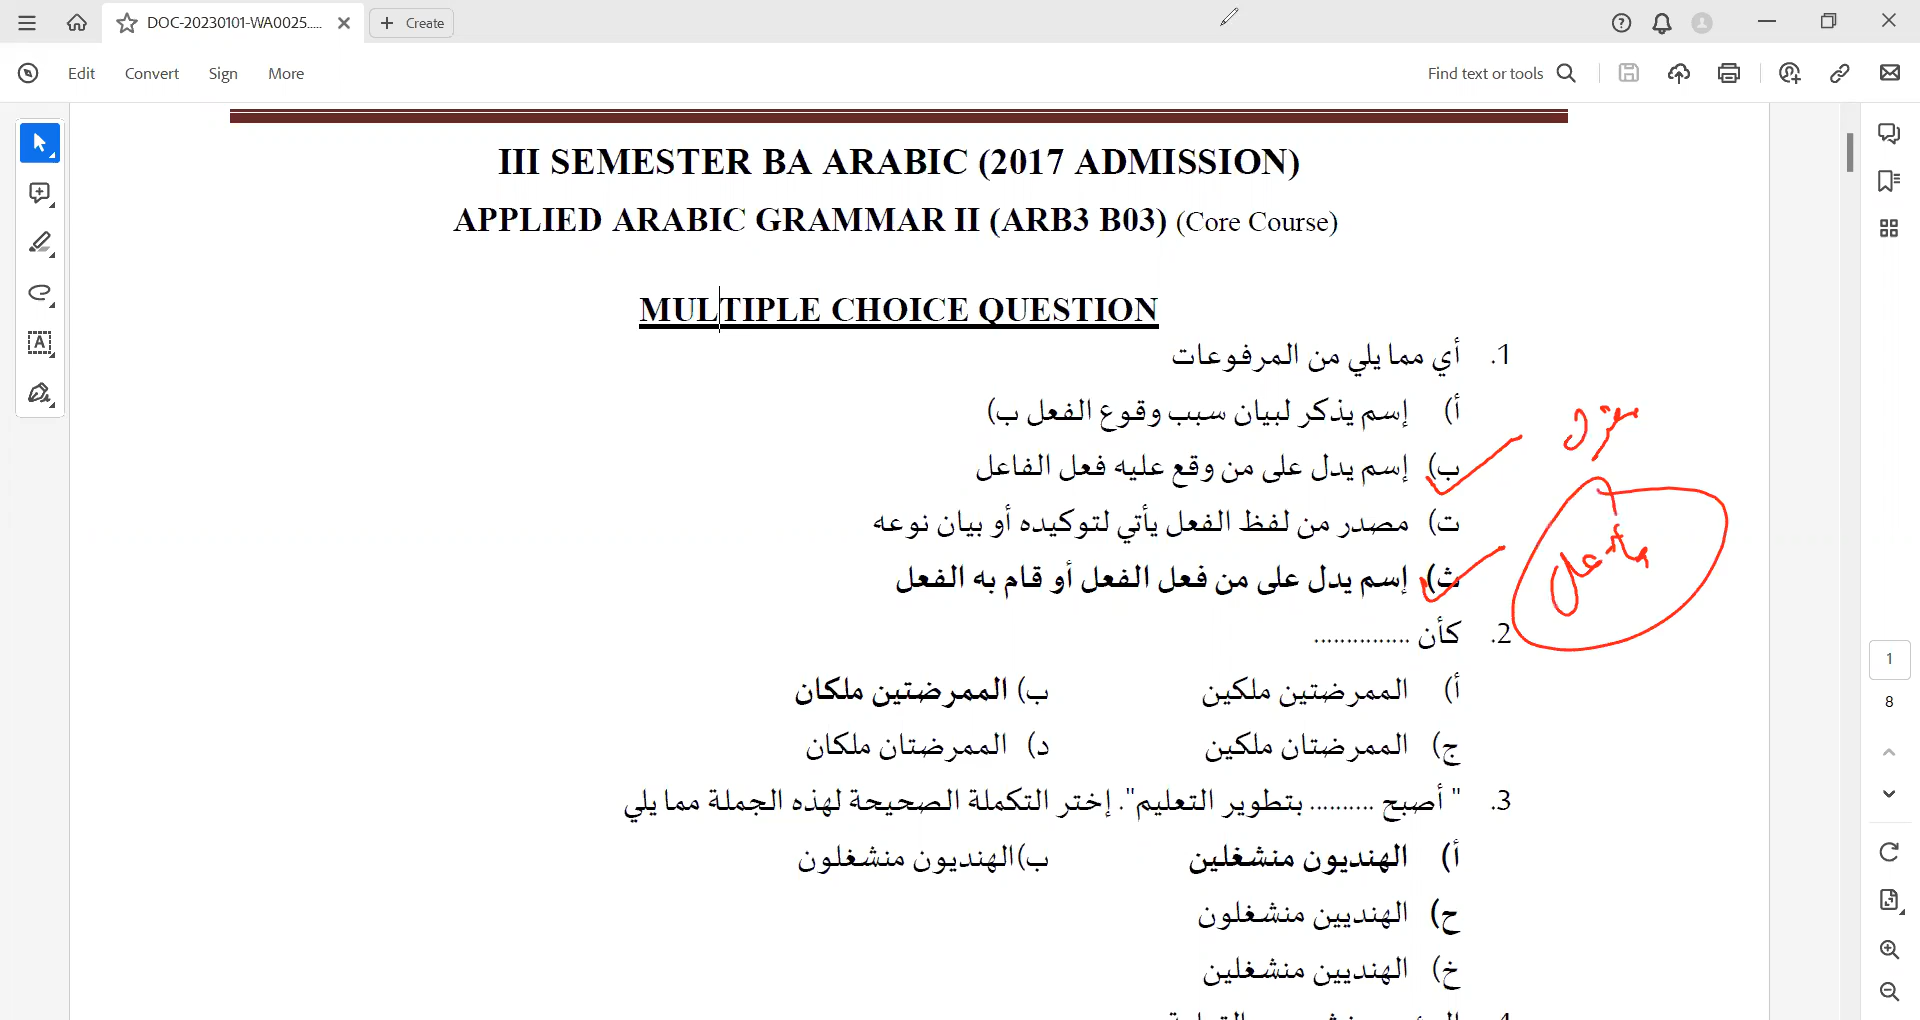 DOC-20230101-WA0025.....
Create
Edit
Convert
Sign
More
Find text or tools
III SEMESTER BA ARABIC (2017 ADMISSION)
APPLIED ARABIC GRAMMAR II (ARB3 B03) (Core Course)
MULTIPLE CHOICE QUESTION
1. أي مما يلي من المرفوعات
أ) إسم يذكر لبيان سبب وقوع الفعل ب)
ب) إسم يدل على من وقع عليه فعل الفاعل
ت) مصدر من لفظ الفعل يأتي لتوكيده أو بيان نوعه
ث) إسم يدل على من فعل الفعل أو قام به الفعل
2. كأن ...............
أ) الممرضتين ملكين ب) الممرضتين ملكان
ج) الممرضتان ملكين د) الممرضتان ملكان
3. " أصبح .......... بتطوير التعليم". إختر التكملة الصحيحة لهذه الجملة مما يلي
أ) الهنديون منشغلين ب)الهنديون منشغلون
ح) الهنديين منشغلون
خ) الهنديين منشغلين
1
8